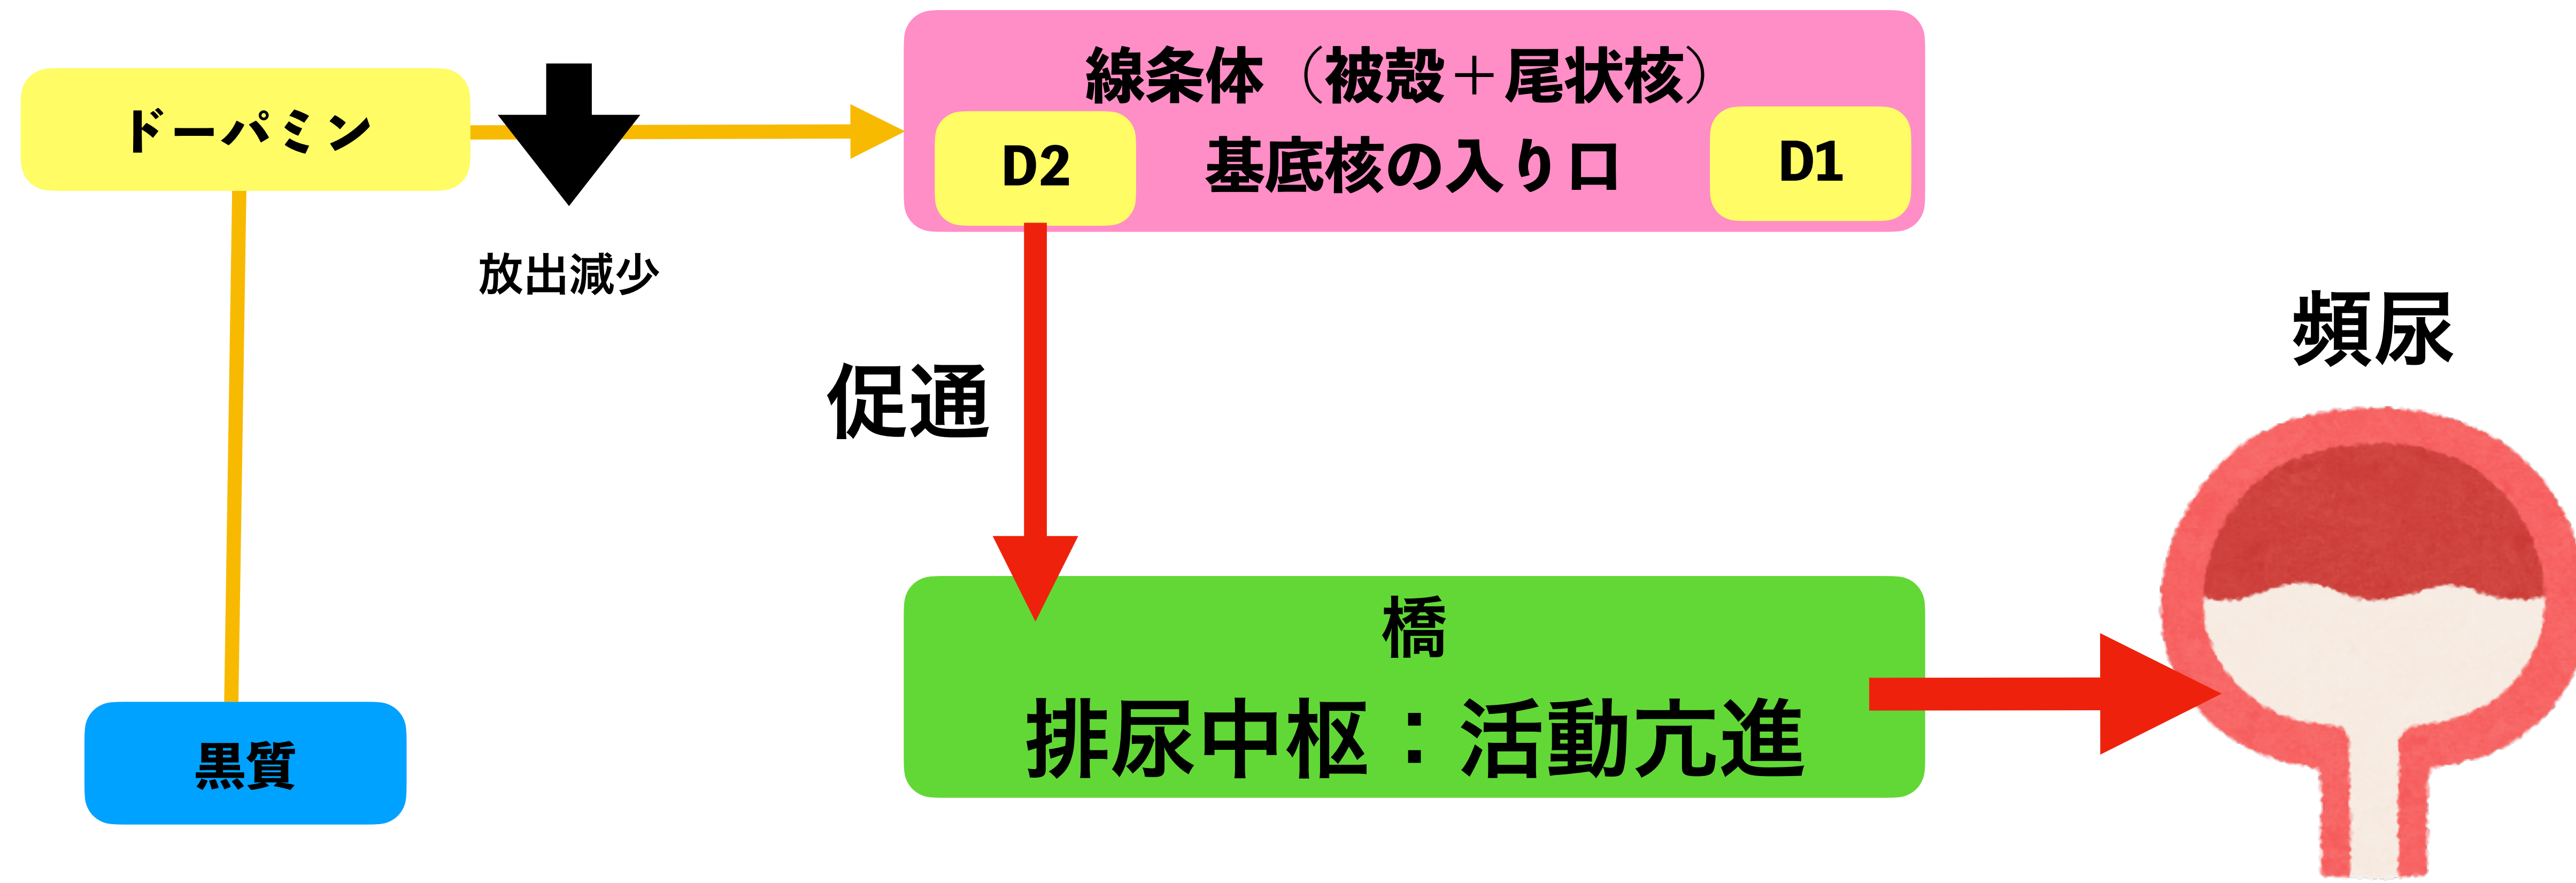 ドーパミン
放出減少
線条体（被殻＋尾状核）
D2
基底核の入り口
D1
促通
頻尿
橋
排尿中枢：活動亢進
黒質